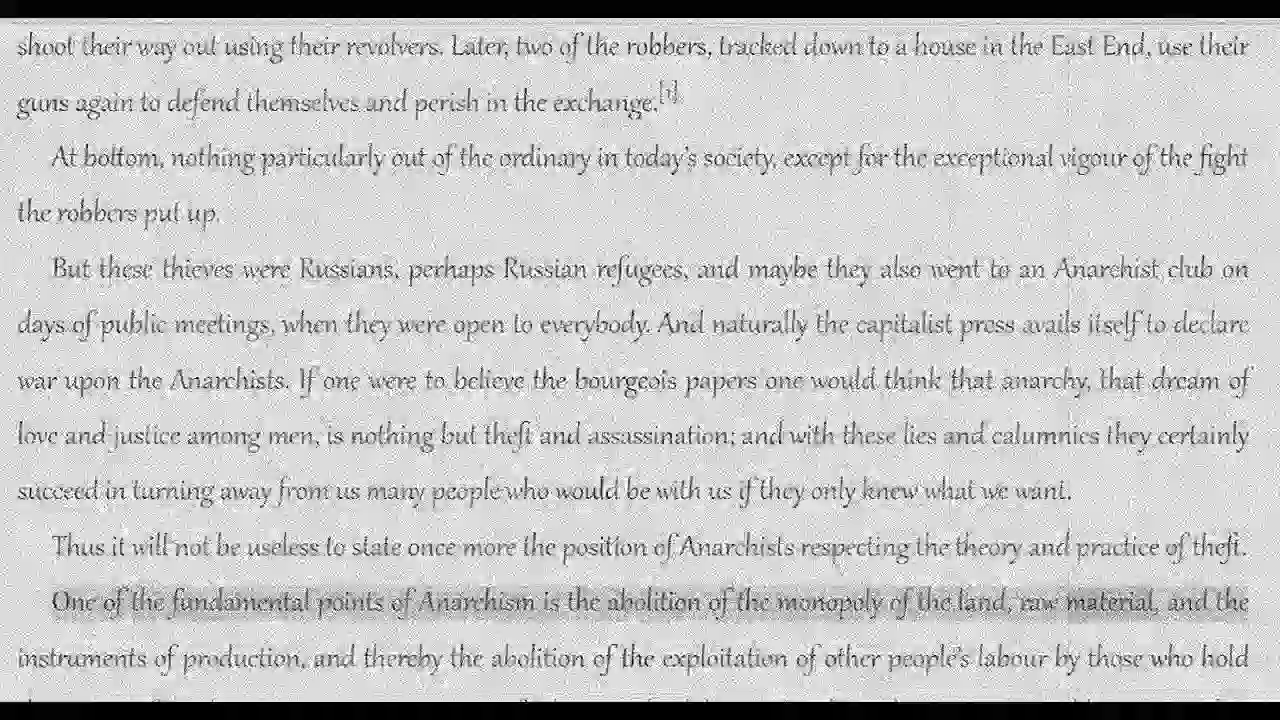 shoot their way out using their revolvers. Later, two of the robbers, tracked down to a house in the East End, use their
guns again to defend themselves and perish in the exchange.[1]
At bottom, nothing particularly out of the ordinary in today's society, except for the exceptional vigour of the fight
the robbers put up.
But these thieves were Russians, perhaps Russian refugees, and maybe they also went to an Anarchist club on
days of public meetings, when they were open to everybody. And naturally the capitalist press avails itself to declare
war upon the Anarchists. If one were to believe the bourgeois papers one would think that anarchy, that dream of
love and justice among men, is nothing but theft and assassination; and with these lies and calumnies they certainly
succeed in turning away from us many people who would be with us if they only knew what we want.
Thus it will not be useless to state once more the position of Anarchists respecting the theory and practice of theft.
One of the fundamental points of Anarchism is the abolition of the monopoly of the land, raw material, and the
instruments of production, and thereby the abolition of the exploitation of other people's labour by those who hold